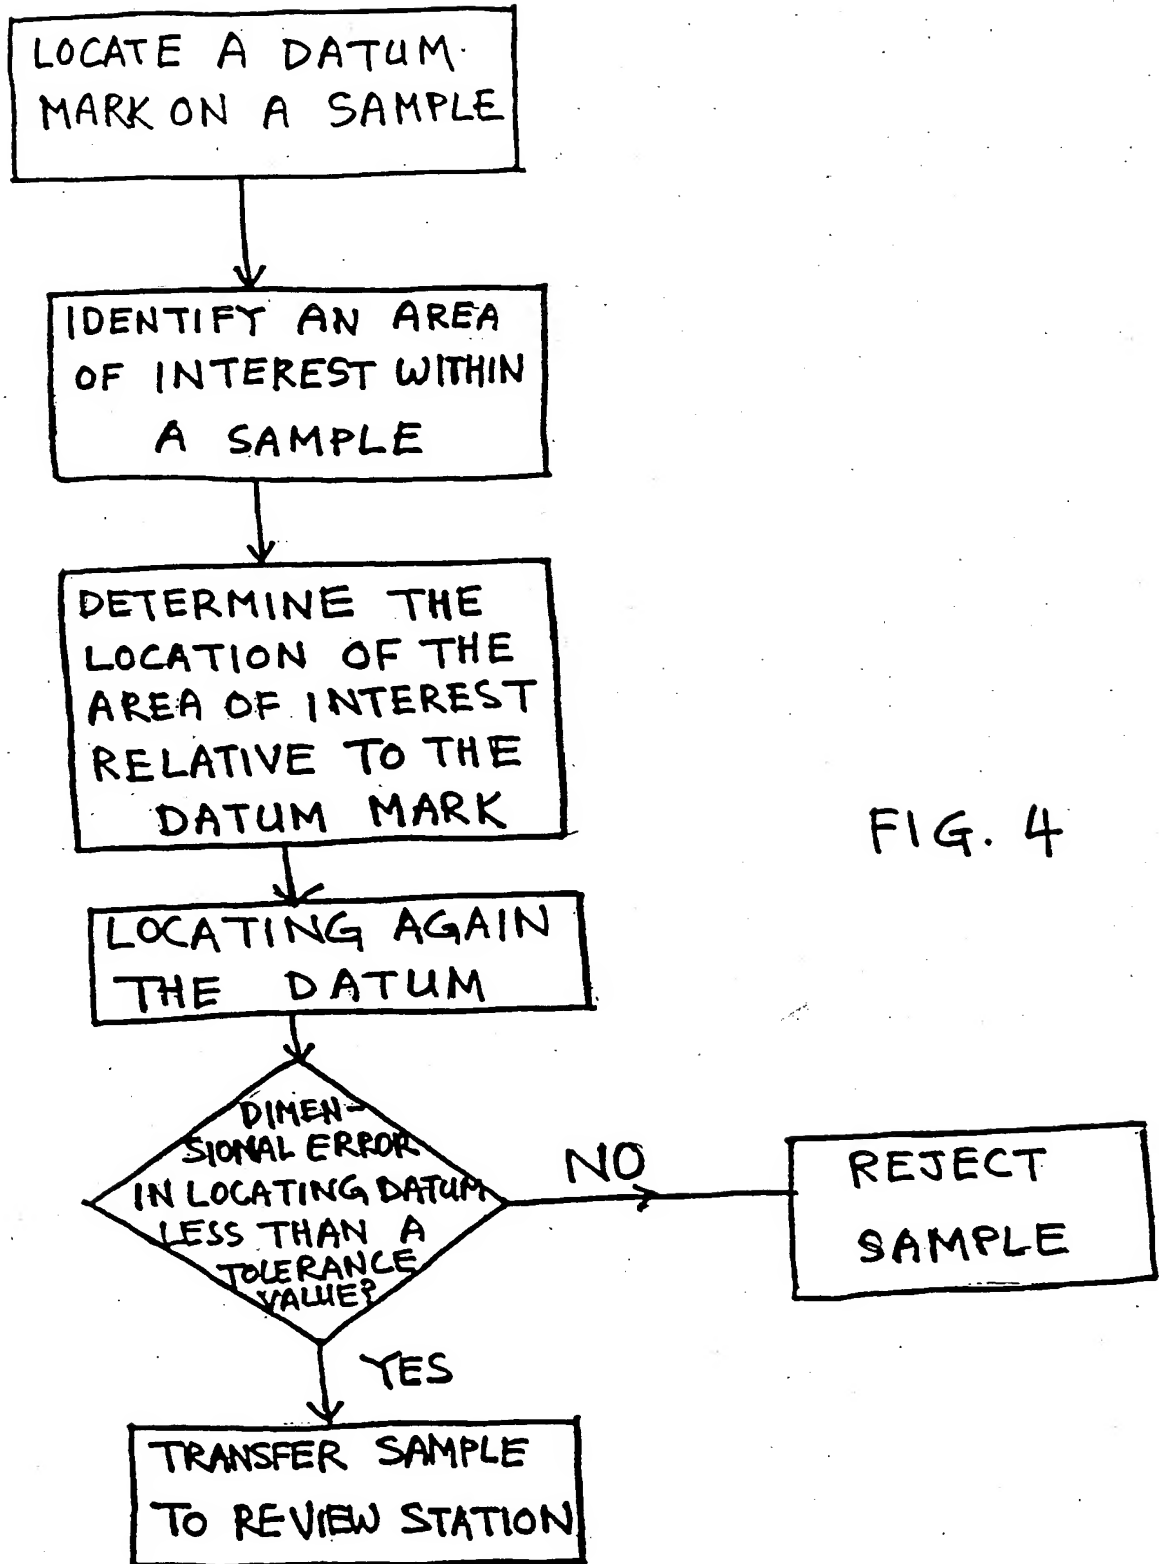 LOCATE A DATUM
MARK ON A SAMPLE
IDENTIFY AN AREA
OF INTEREST WITHIN
A SAMPLE
DETERMINE THE
LOCATION OF THE
AREA OF INTEREST
RELATIVE TO THE
DATUM MARK
FIG. 4
LOCATING AGAIN
THE DATUM
DIMEN-
SIONAL ERROR
IN LOCATING DATUM
LESS THAN A
TOLERANCE
VALUE?
NO
REJECT
SAMPLE
YES
TRANSFER SAMPLE
TO REVIEW STATION